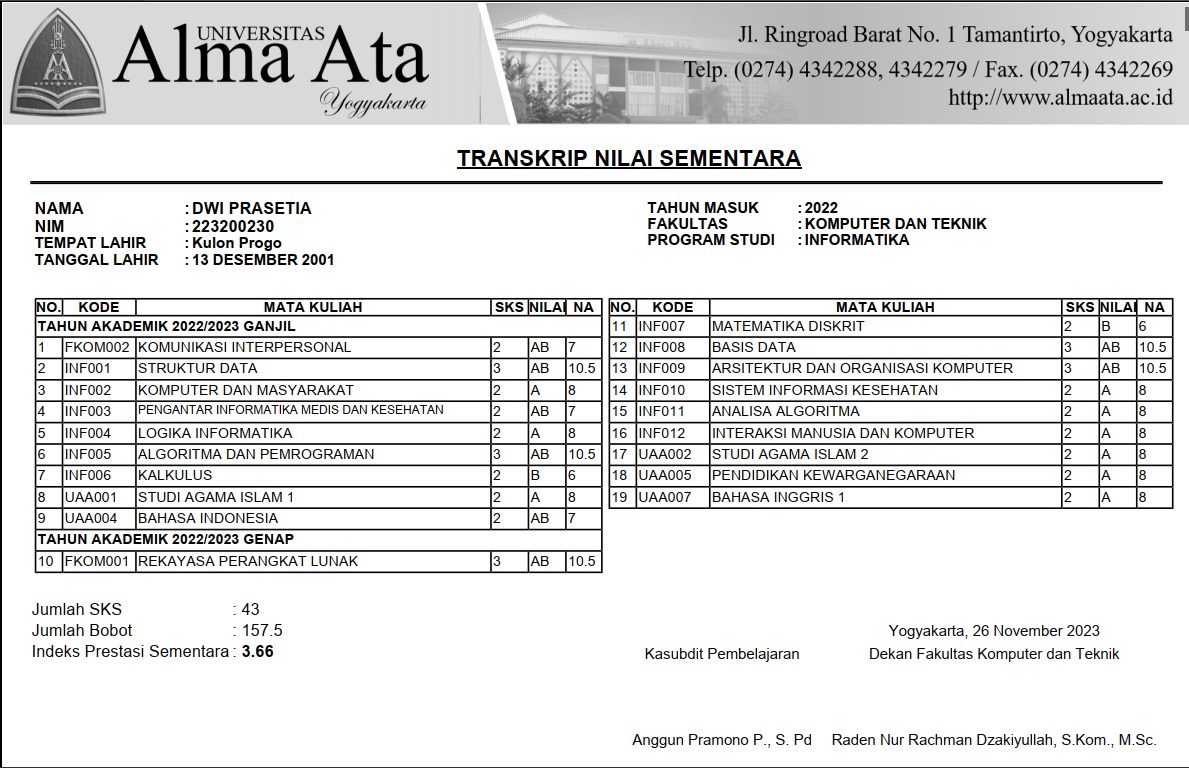 UNIVERSITAS
Alma Ata
Yogyakarta
Jl. Ringroad Barat No. 1 Tamantirto, Yogyakarta
Telp. (0274) 4342288, 4342279 / Fax. (0274) 4342269
http://www.almaata.ac.id
TRANSKRIP NILAI SEMENTARA
NAMA : DWI PRASETIA
NIM : 223200230
TEMPAT LAHIR : Kulon Progo
TANGGAL LAHIR : 13 DESEMBER 2001
TAHUN MASUK : 2022
FAKULTAS : KOMPUTER DAN TEKNIK
PROGRAM STUDI : INFORMATIKA
NO. KODE MATA KULIAH SKS NILAI NA
TAHUN AKADEMIK 2022/2023 GANJIL
1 FKOM002 KOMUNIKASI INTERPERSONAL 2 AB 7
2 INF001 STRUKTUR DATA 3 AB 10.5
3 INF002 KOMPUTER DAN MASYARAKAT 2 A 8
4 INF003 PENGANTAR INFORMATIKA MEDIS DAN KESEHATAN 2 AB 7
5 INF004 LOGIKA INFORMATIKA 2 A 8
6 INF005 ALGORITMA DAN PEMROGRAMAN 3 AB 10.5
7 INF006 KALKULUS 2 B 6
8 UAA001 STUDI AGAMA ISLAM 1 2 A 8
9 UAA004 BAHASA INDONESIA 2 AB 7
TAHUN AKADEMIK 2022/2023 GENAP
10 FKOM001 REKAYASA PERANGKAT LUNAK 3 AB 10.5
NO. KODE MATA KULIAH SKS NILAI NA
11 INF007 MATEMATIKA DISKRIT 2 B 6
12 INF008 BASIS DATA 3 AB 10.5
13 INF009 ARSITEKTUR DAN ORGANISASI KOMPUTER 3 AB 10.5
14 INF010 SISTEM INFORMASI KESEHATAN 2 A 8
15 INF011 ANALISA ALGORITMA 2 A 8
16 INF012 INTERAKSI MANUSIA DAN KOMPUTER 2 A 8
17 UAA002 STUDI AGAMA ISLAM 2 2 A 8
18 UAA005 PENDIDIKAN KEWARGANEGARAAN 2 A 8
19 UAA007 BAHASA INGGRIS 1 2 A 8
Jumlah SKS : 43
Jumlah Bobot : 157.5
Indeks Prestasi Sementara : 3.66
Yogyakarta, 26 November 2023
Kasubdit Pembelajaran
Dekan Fakultas Komputer dan Teknik
Anggun Pramono P., S. Pd
Raden Nur Rachman Dzakiyullah, S.Kom., M.Sc.